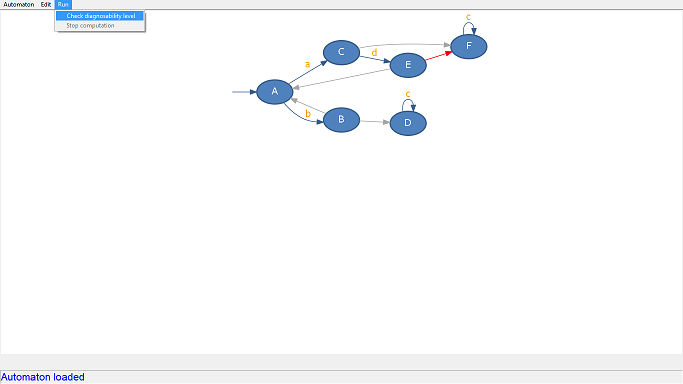 Automaton Edit Run
Check diagnosability level
Stop computation
c
F
C
d
a
E
A
c
b
B
D
Automaton loaded